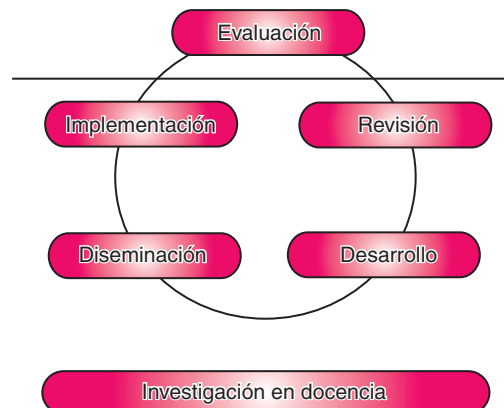 Evaluación
Implementación
Revisión
Diseminación
Desarrollo
Investigación en docencia